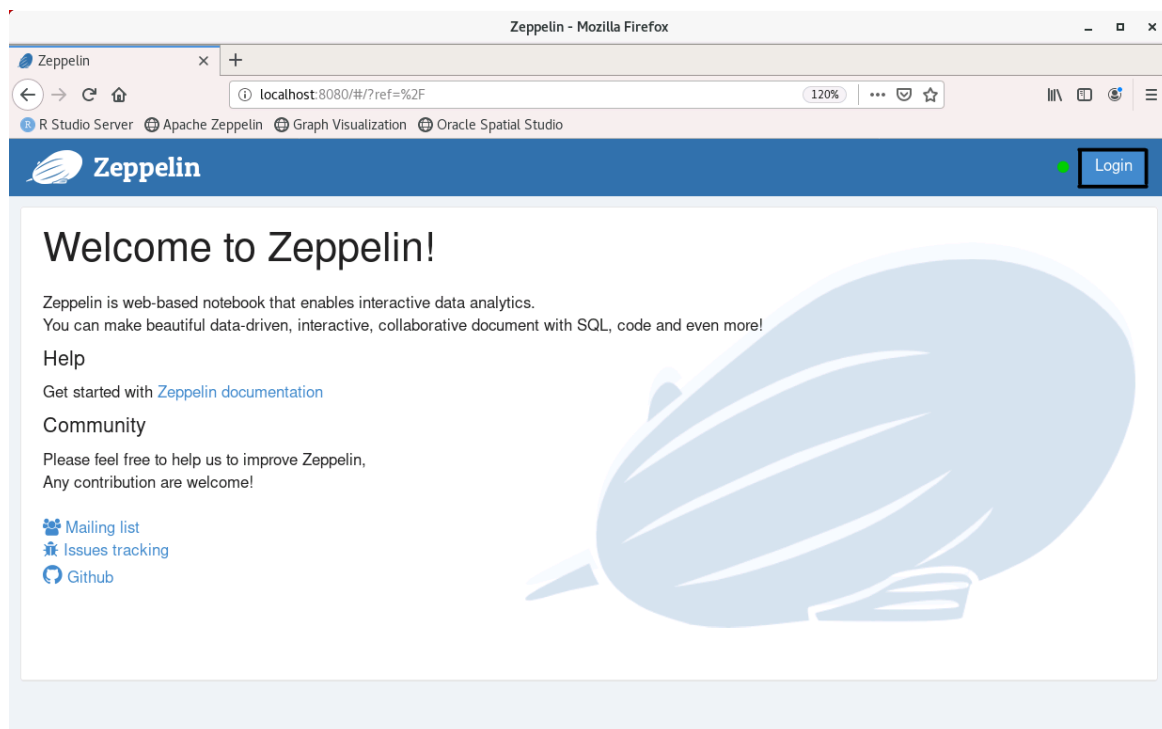 Zeppelin - Mozilla Firefox
Zeppelin
localhost:8080/#/?ref=%2F
120%
R Studio Server Apache Zeppelin Graph Visualization Oracle Spatial Studio
Zeppelin
Login
Welcome to Zeppelin!
Zeppelin is web-based notebook that enables interactive data analytics.
You can make beautiful data-driven, interactive, collaborative document with SQL, code and even more!
Help
Get started with Zeppelin documentation
Community
Please feel free to help us to improve Zeppelin,
Any contribution are welcome!
Mailing list
Issues tracking
Github